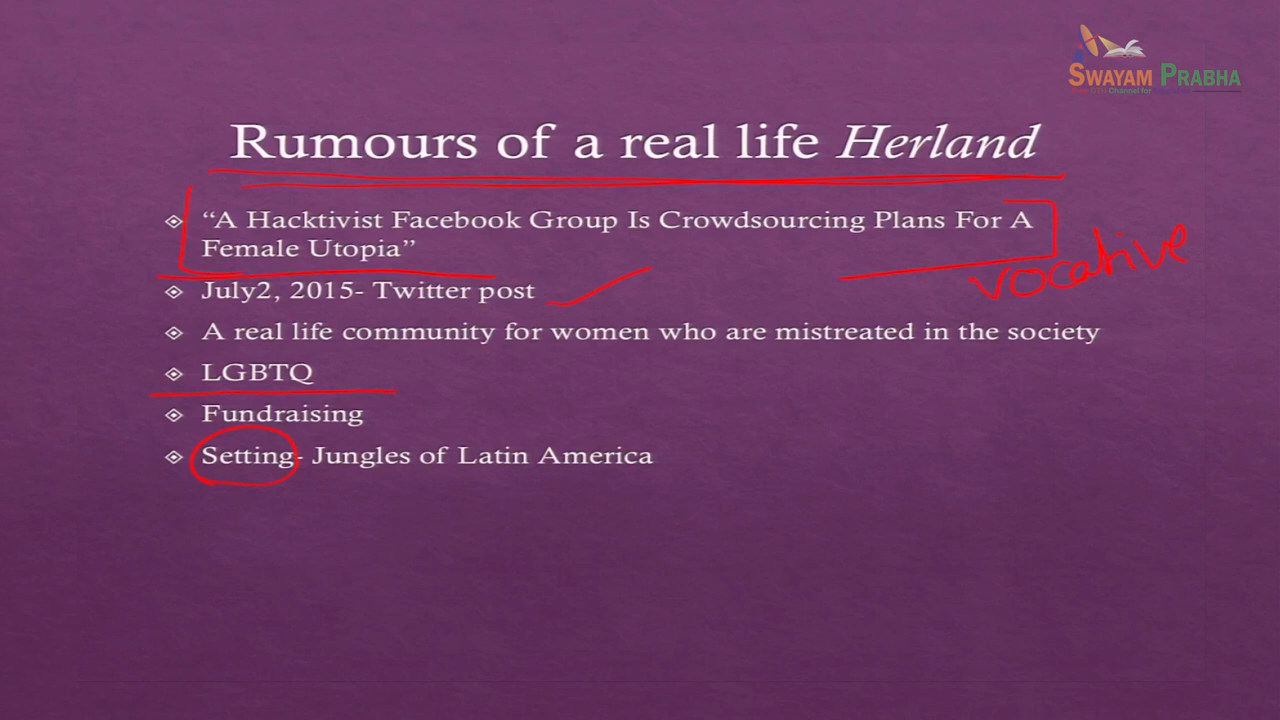 SWAYAM PRABHA
Rumours of a real life Herland
“A Hacktivist Facebook Group Is Crowdsourcing Plans For A
Female Utopia”
vocative
July2, 2015- Twitter post
A real life community for women who are mistreated in the society
LGBTQ
Fundraising
Setting- Jungles of Latin America